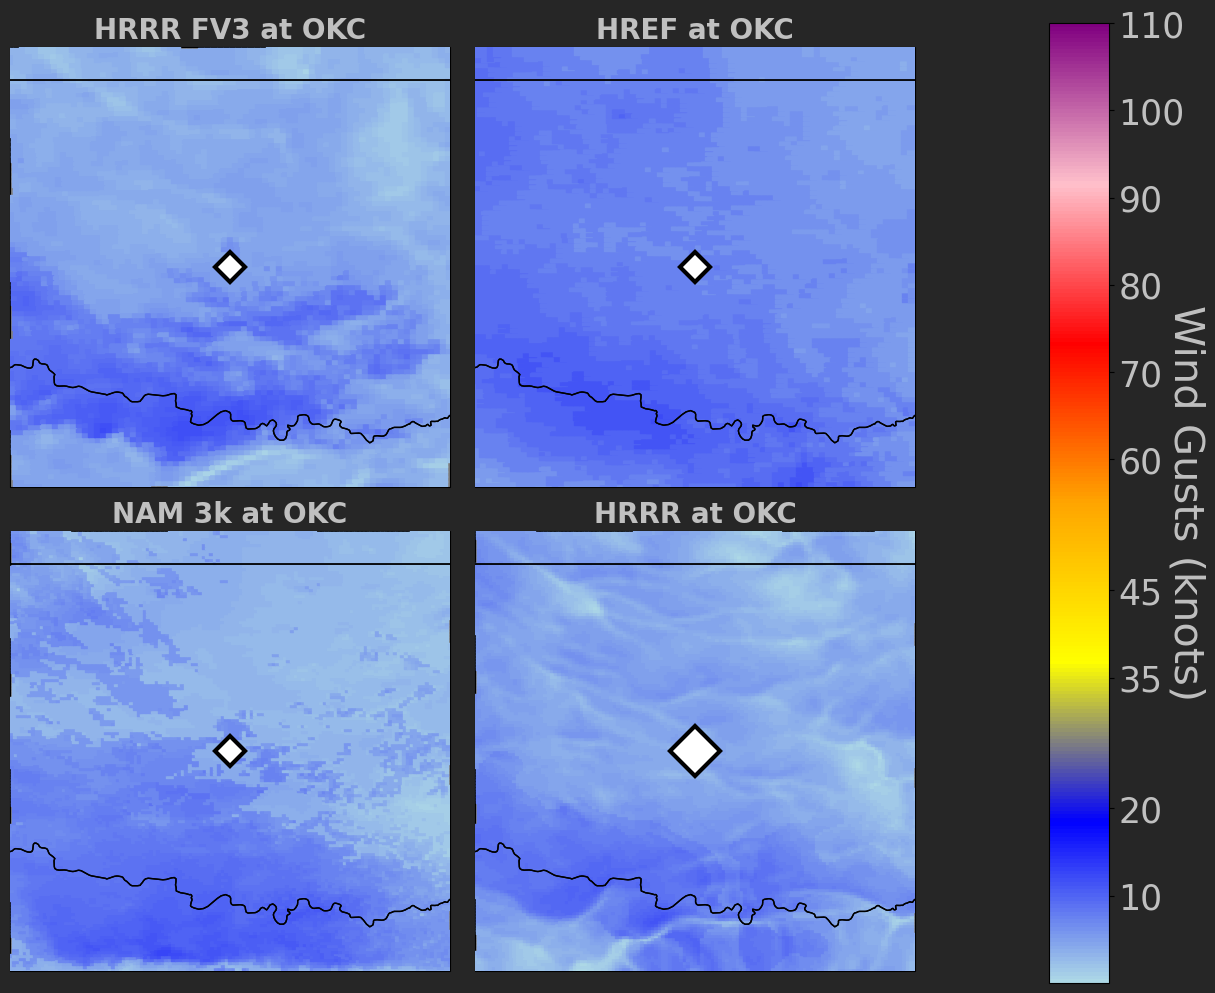 HRRR FV3 at OKC
HREF at OKC
NAM 3k at OKC
HRRR at OKC
110
100
90
80
70
60
45
35
20
10
Wind Gusts (knots)